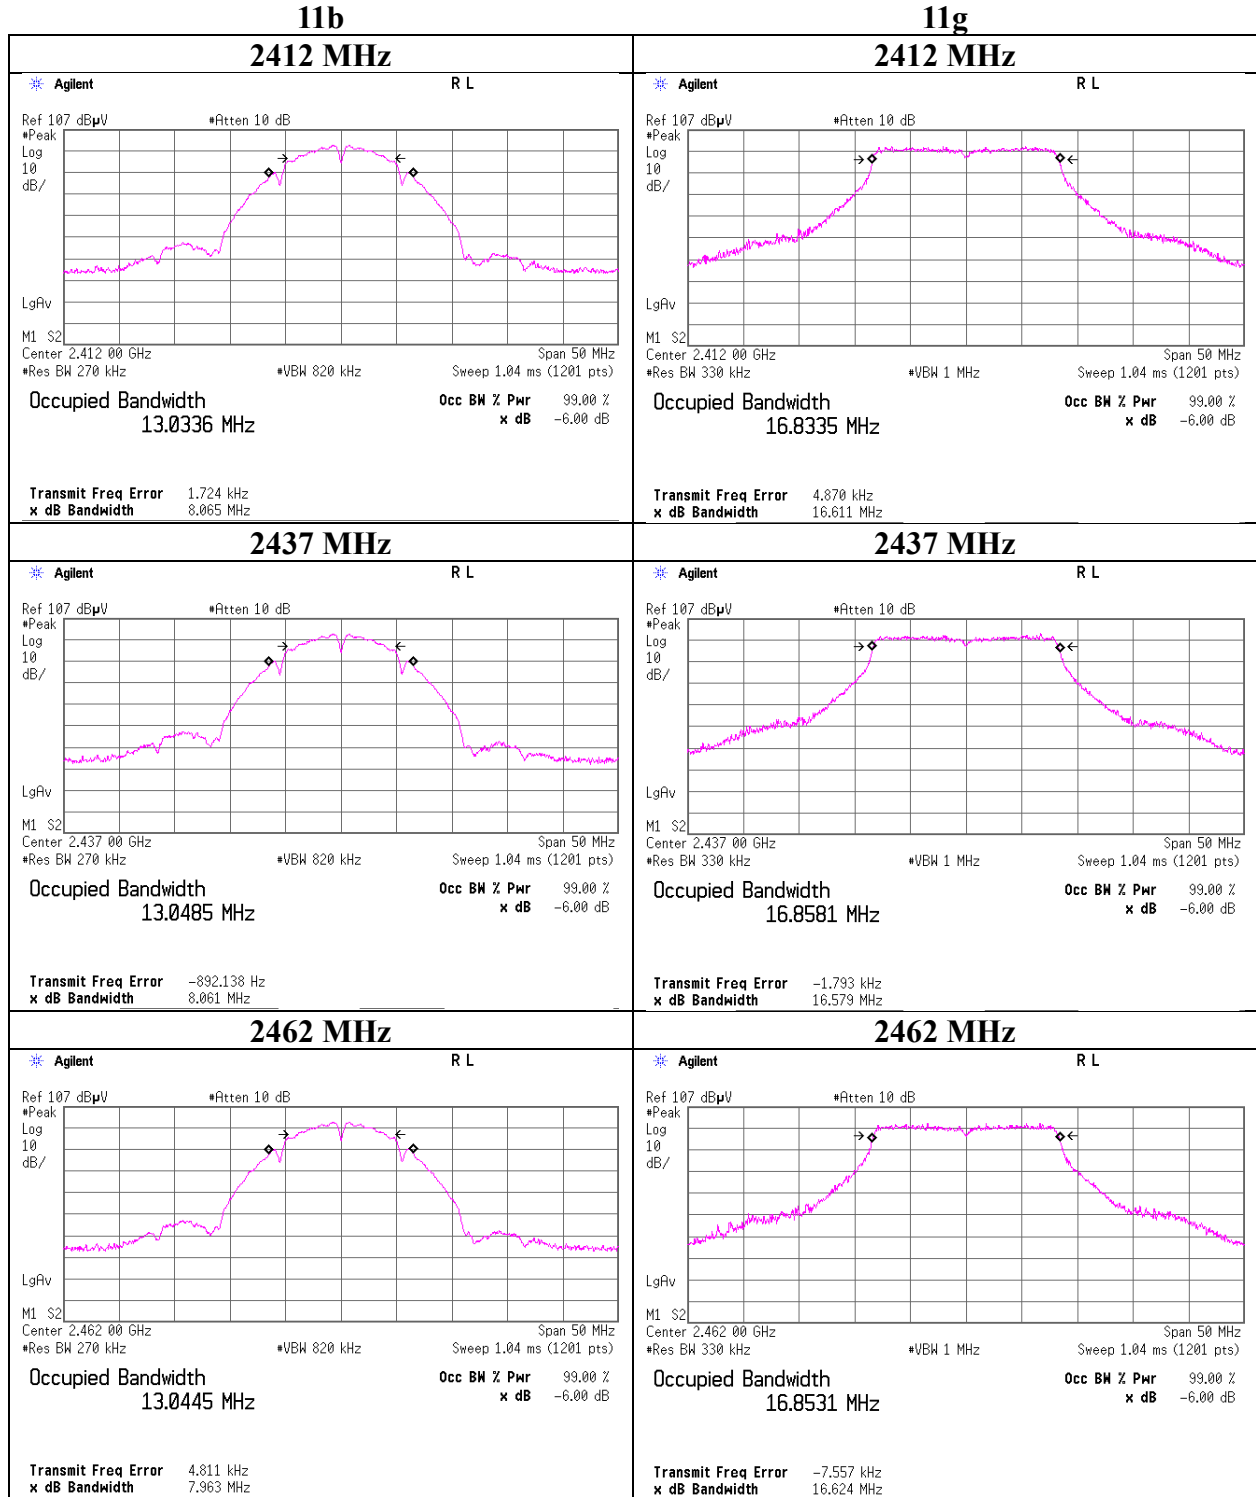 11b
11g
2412 MHz
2412 MHz
Agilent
R L
Ref 107 dBµV
#Atten 10 dB
#Peak
Log
10
dB/
LgAv
M1 S2
Center 2.412 00 GHz
Span 50 MHz
#Res BW 270 kHz
#VBW 820 kHz
Sweep 1.04 ms (1201 pts)
Occupied Bandwidth
13.0336 MHz
Occ BW % Pwr 99.00 %
x dB -6.00 dB
Transmit Freq Error 1.724 kHz
x dB Bandwidth 8.065 MHz
Agilent
R L
Ref 107 dBµV
#Atten 10 dB
#Peak
Log
10
dB/
LgAv
M1 S2
Center 2.412 00 GHz
Span 50 MHz
#Res BW 330 kHz
#VBW 1 MHz
Sweep 1.04 ms (1201 pts)
Occupied Bandwidth
16.8335 MHz
Occ BW % Pwr 99.00 %
x dB -6.00 dB
Transmit Freq Error 4.870 kHz
x dB Bandwidth 16.611 MHz
2437 MHz
2437 MHz
Agilent
R L
Ref 107 dBµV
#Atten 10 dB
#Peak
Log
10
dB/
LgAv
M1 S2
Center 2.437 00 GHz
Span 50 MHz
#Res BW 270 kHz
#VBW 820 kHz
Sweep 1.04 ms (1201 pts)
Occupied Bandwidth
13.0485 MHz
Occ BW % Pwr 99.00 %
x dB -6.00 dB
Transmit Freq Error -892.138 Hz
x dB Bandwidth 8.061 MHz
Agilent
R L
Ref 107 dBµV
#Atten 10 dB
#Peak
Log
10
dB/
LgAv
M1 S2
Center 2.437 00 GHz
Span 50 MHz
#Res BW 330 kHz
#VBW 1 MHz
Sweep 1.04 ms (1201 pts)
Occupied Bandwidth
16.8581 MHz
Occ BW % Pwr 99.00 %
x dB -6.00 dB
Transmit Freq Error -1.793 kHz
x dB Bandwidth 16.579 MHz
2462 MHz
2462 MHz
Agilent
R L
Ref 107 dBµV
#Atten 10 dB
#Peak
Log
10
dB/
LgAv
M1 S2
Center 2.462 00 GHz
Span 50 MHz
#Res BW 270 kHz
#VBW 820 kHz
Sweep 1.04 ms (1201 pts)
Occupied Bandwidth
13.0445 MHz
Occ BW % Pwr 99.00 %
x dB -6.00 dB
Transmit Freq Error 4.811 kHz
x dB Bandwidth 7.963 MHz
Agilent
R L
Ref 107 dBµV
#Atten 10 dB
#Peak
Log
10
dB/
LgAv
M1 S2
Center 2.462 00 GHz
Span 50 MHz
#Res BW 330 kHz
#VBW 1 MHz
Sweep 1.04 ms (1201 pts)
Occupied Bandwidth
16.8531 MHz
Occ BW % Pwr 99.00 %
x dB -6.00 dB
Transmit Freq Error -7.557 kHz
x dB Bandwidth 16.624 MHz